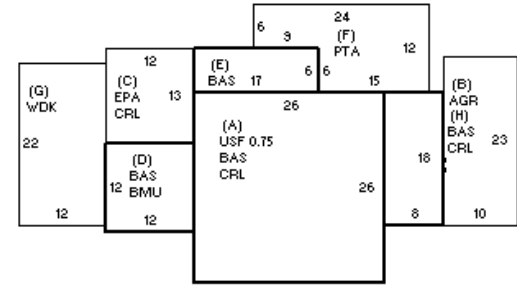 24
6
9
(F)
PTA
12
12
(C)
EPA
CRL
13
(E)
BAS
17
6
6
15
(G)
WDK
22
12
(B)
AGR
(H)
BAS
CRL
23
10
26
(A)
USF 0.75
BAS
CRL
26
18
8
(D)
BAS
BMU
12
12